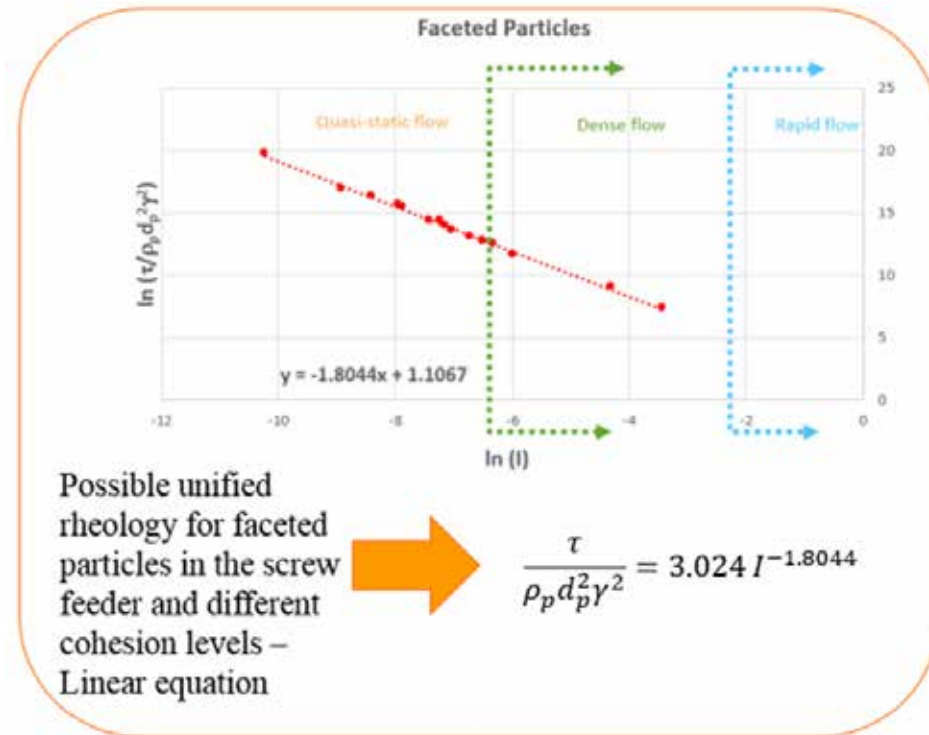 Faceted Particles
Quasi-static flow
Dense flow
Rapid flow
25
20
15
10
5
0
ln (τ/ρₚdₚ²γ²)
y = -1.8044x + 1.1067
-12
-10
-8
-6
-4
-2
0
ln (I)
Possible unified
rheology for faceted
particles in the screw
feeder and different
cohesion levels –
Linear equation
τ
ρₚdₚ²γ²
= 3.024 I^-1.8044